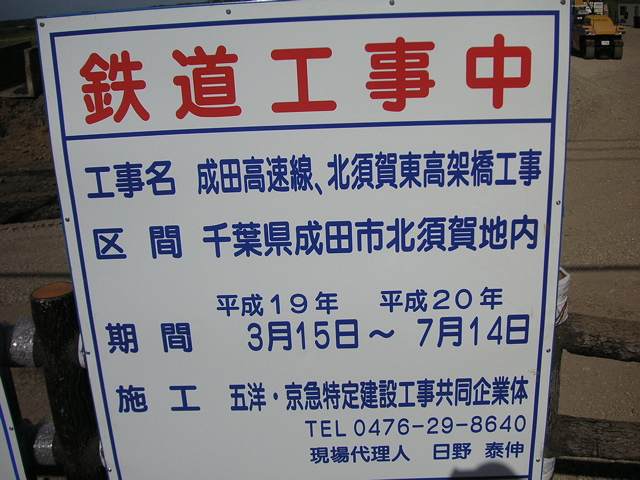 鉄道工事中
工事名 成田高速線、北須賀東高架橋工事
区間 千葉県成田市北須賀地内
平成19年 平成20年
期間 3月15日～7月14日
施工 五洋・京急特定建設工事共同企業体
TEL 0476-29-8640
現場代理人 日野 泰伸